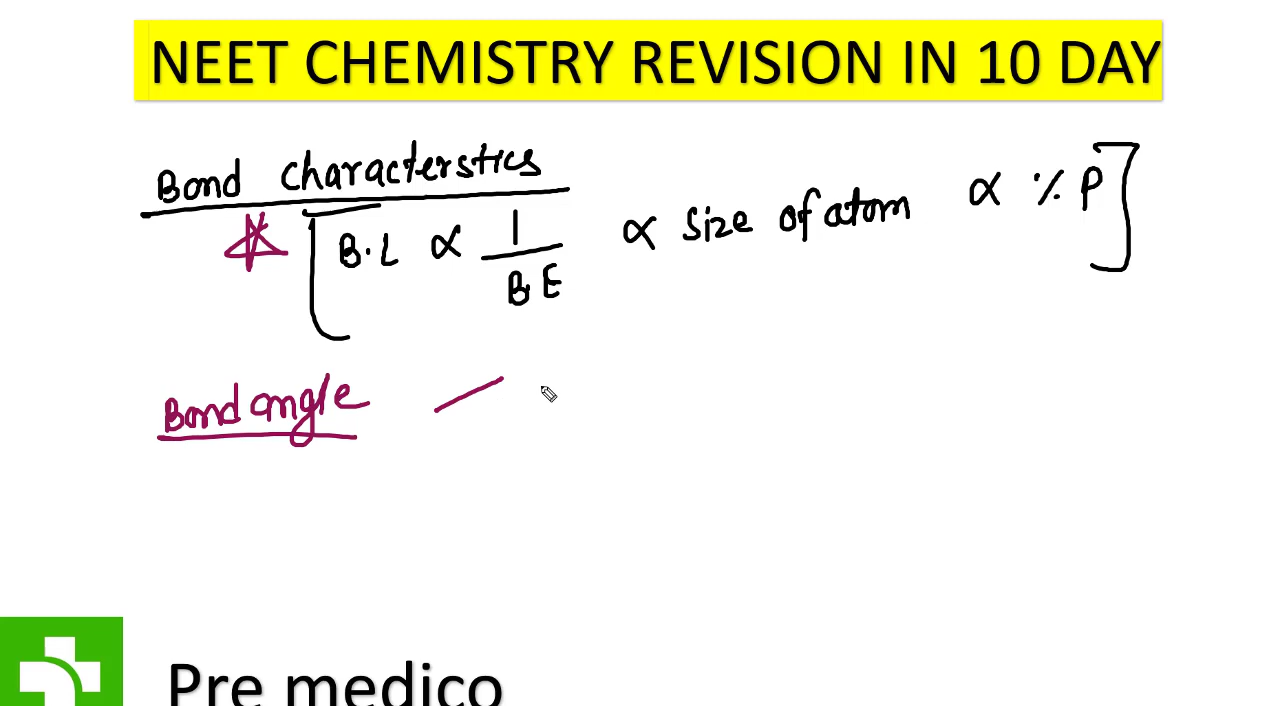 NEET CHEMISTRY REVISION IN 10 DAY
Bond characterstics
B.L ∝ 1/B.E ∝ size of atom ∝ % P
Bond angle
Pre medico